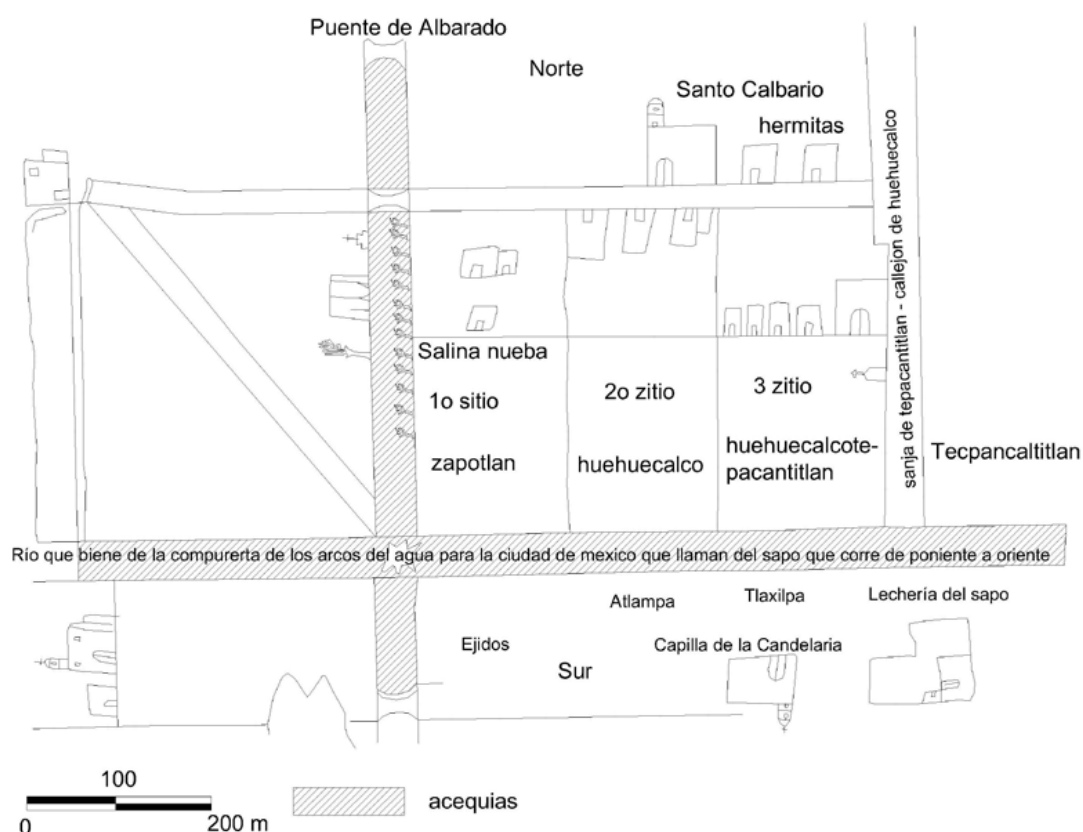 Puente de Albarado
Norte
Santo Calbario
hermitas
sanja de tepacantitlan - callejon de huehuecalco
Salina nueba
1o sitio
2o zitio
3 zitio
zapotlan
huehuecalco
huehuecalcote-
pacantitlan
Tecpancaltitlan
Río que biene de la compurerta de los arcos del agua para la ciudad de mexico que llaman del sapo que corre de poniente a oriente
Atlampa
Tlaxilpa
Lechería del sapo
Ejidos
Sur
Capilla de la Candelaria
100
0
200 m
acequias